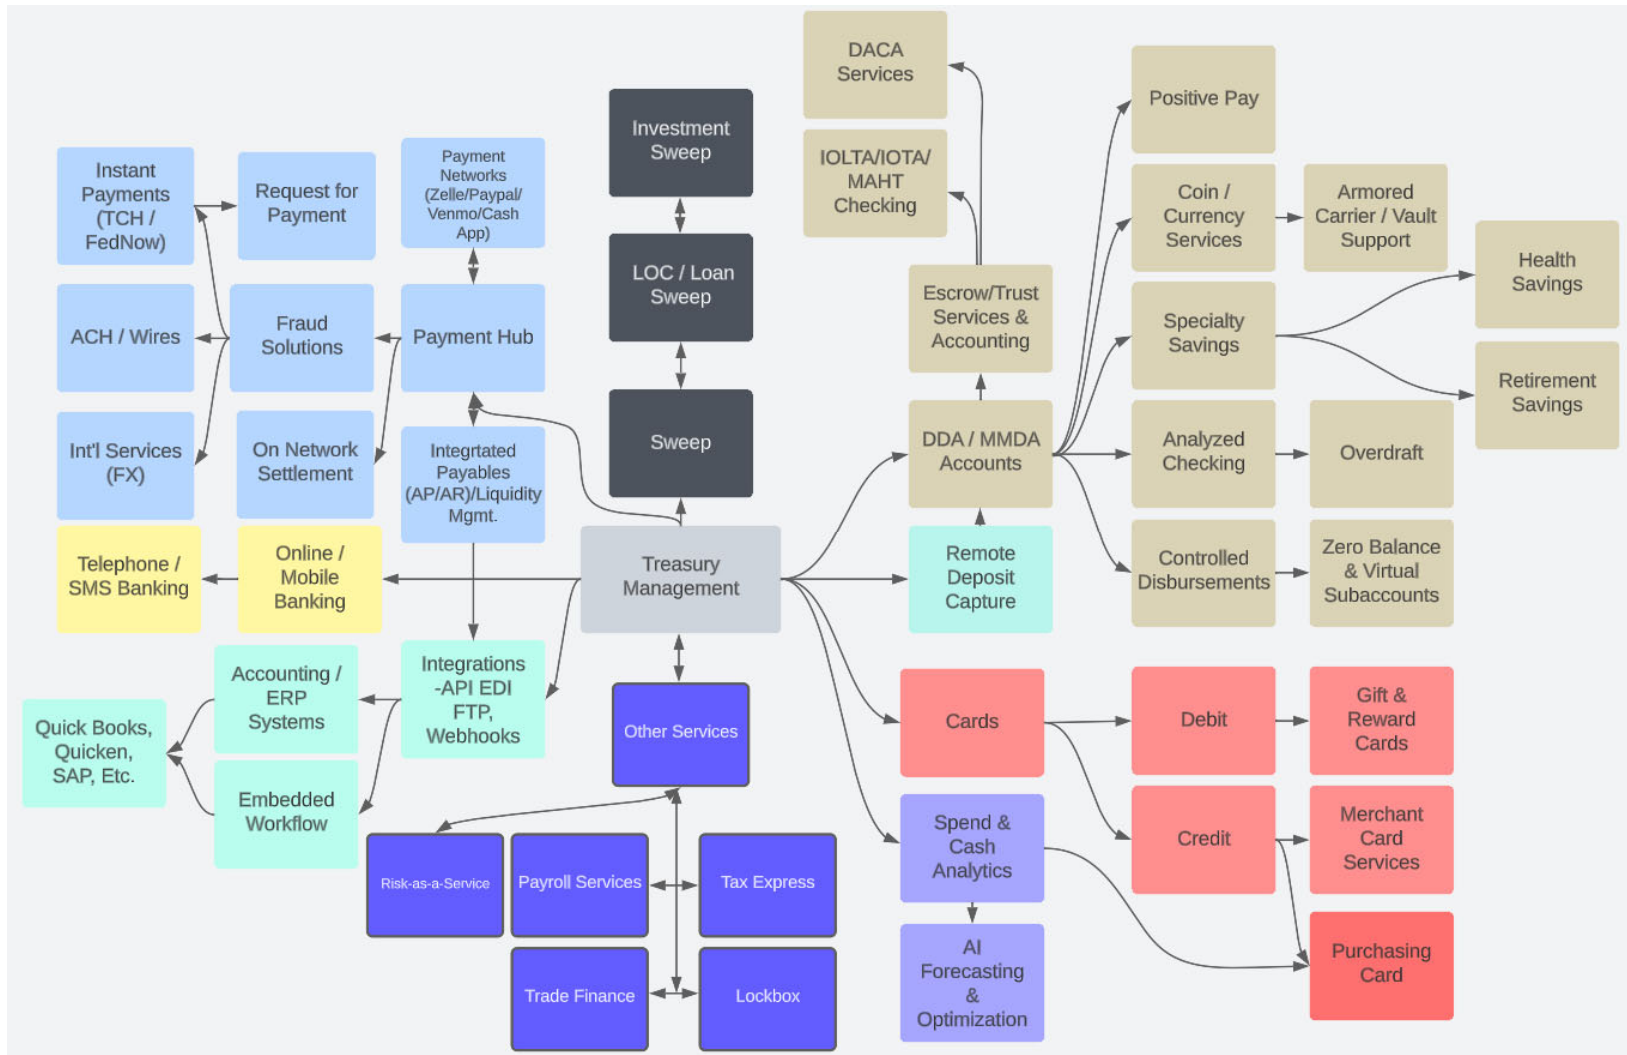 DACA
Services
Positive Pay
Investment
Sweep
IOLTA/IOTA/
MAHT
Checking
Instant
Payments
(TCH /
FedNow)
Request for
Payment
Payment
Networks
(Zelle/Paypal/
Venmo/Cash
App)
Coin /
Currency
Services
Armored
Carrier / Vault
Support
Health
Savings
LOC / Loan
Sweep
Escrow/Trust
Services &
Accounting
Specialty
Savings
ACH / Wires
Fraud
Solutions
Payment Hub
Retirement
Savings
Int'l Services
(FX)
On Network
Settlement
Integrtated
Payables
(AP/AR)/Liquidity
Mgmt.
Sweep
DDA / MMDA
Accounts
Analyzed
Checking
Overdraft
Telephone /
SMS Banking
Online /
Mobile
Banking
Treasury
Management
Remote
Deposit
Capture
Controlled
Disbursements
Zero Balance
& Virtual
Subaccounts
Quick Books,
Quicken,
SAP, Etc.
Accounting /
ERP
Systems
Integrations
-API EDI
FTP,
Webhooks
Other Services
Cards
Debit
Gift &
Reward
Cards
Embedded
Workflow
Spend &
Cash
Analytics
Credit
Merchant
Card
Services
Risk-as-a-Service
Payroll Services
Tax Express
AI
Forecasting
&
Optimization
Purchasing
Card
Trade Finance
Lockbox